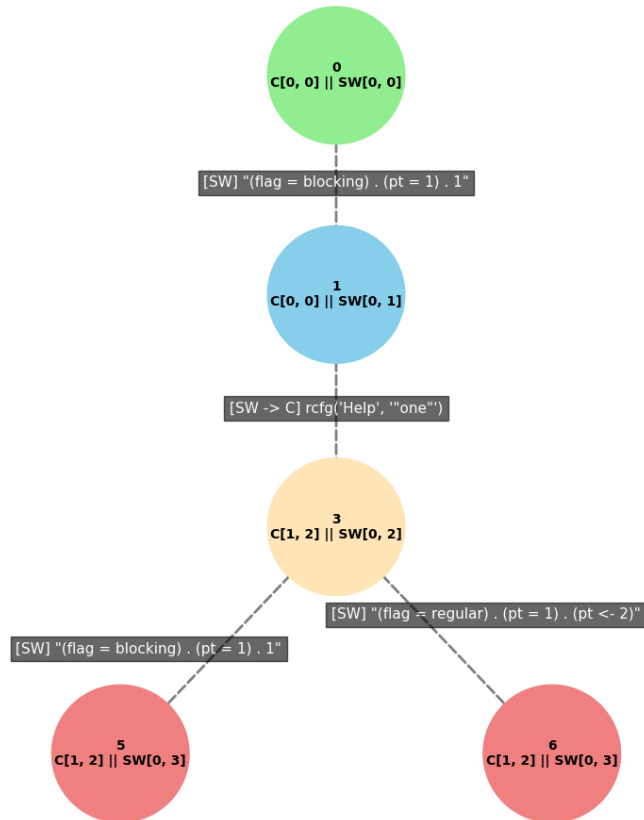 0
C[0, 0] || SW[0, 0]
[SW] "(flag = blocking) . (pt = 1) . 1"
1
C[0, 0] || SW[0, 1]
[SW -> C] rcfg('Help', '"one"')
3
C[1, 2] || SW[0, 2]
[SW] "(flag = regular) . (pt = 1) . (pt <- 2)"
[SW] "(flag = blocking) . (pt = 1) . 1"
5
C[1, 2] || SW[0, 3]
6
C[1, 2] || SW[0, 3]